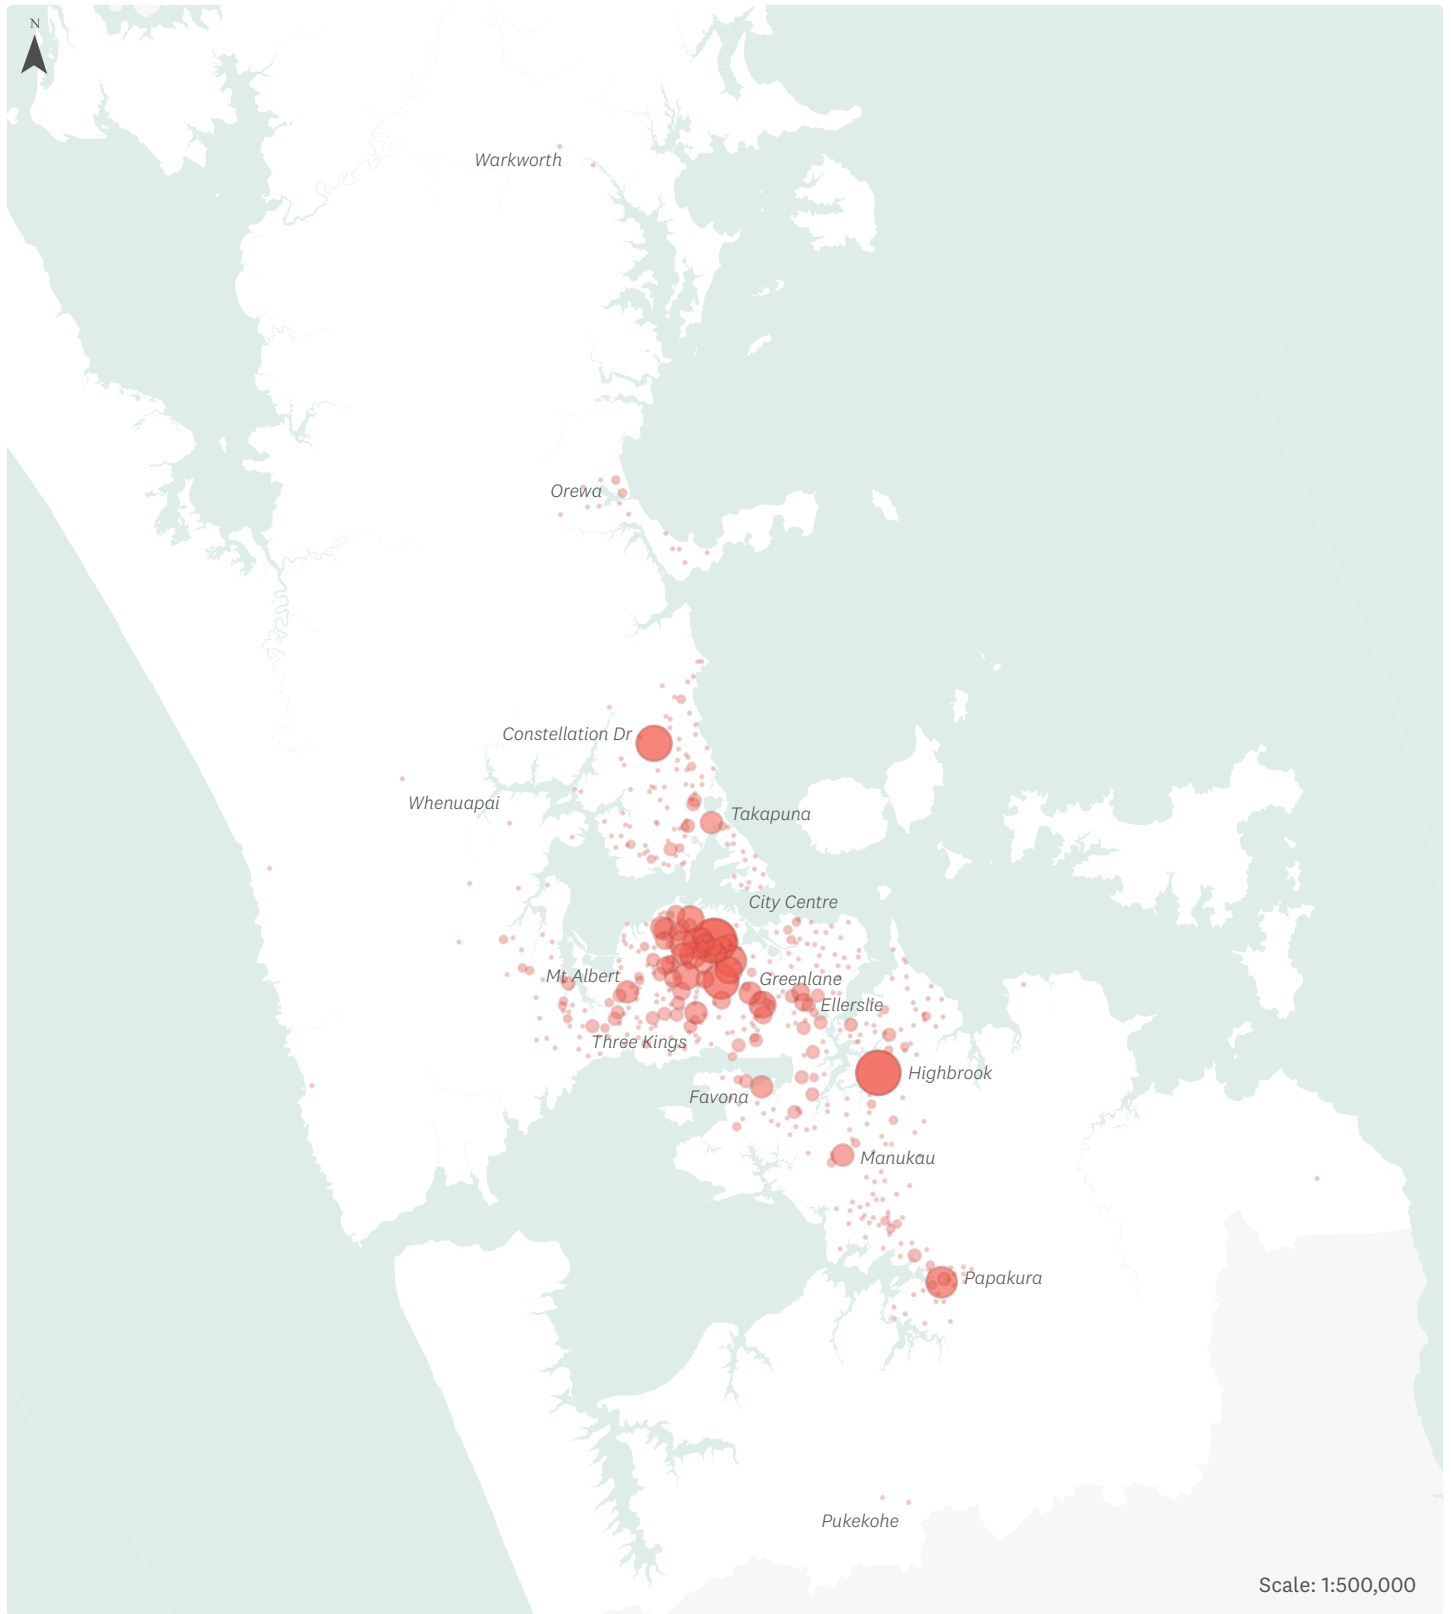 N
Warkworth
Orewa
Constellation Dr
Whenuapai
Takapuna
City Centre
Mt Albert
Greenlane
Ellerslie
Three Kings
Highbrook
Favona
Manukau
Papakura
Pukekohe
Scale: 1:500,000